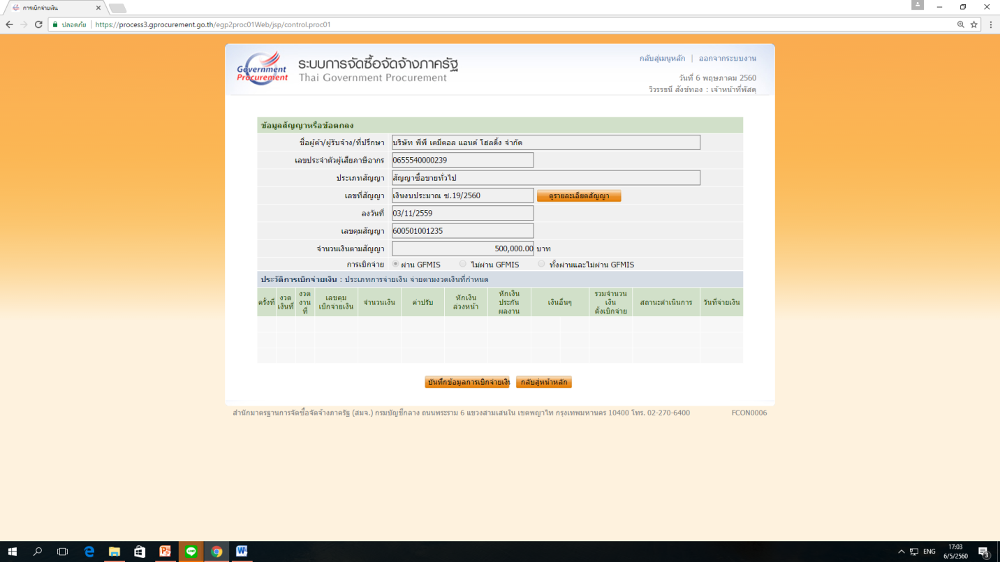 การเบิกจ่ายเงิน
ปลอดภัย https://process3.gprocurement.go.th/egp2proc01Web/jsp/control.proc01
Government Procurement
ระบบการจัดซื้อจัดจ้างภาครัฐ
Thai Government Procurement
กลับสู่เมนูหลัก | ออกจากระบบงาน
วันที่ 6 พฤษภาคม 2560
วิวรรธนี สังข์ทอง : เจ้าหน้าที่พัสดุ
ข้อมูลสัญญาหรือข้อตกลง
ชื่อผู้ค้า/ผู้รับจ้าง/ที่ปรึกษา บริษัท พีพี เคมีคอล แอนด์ โฮลดิ้ง จำกัด
เลขประจำตัวผู้เสียภาษีอากร 0655540000239
ประเภทสัญญา สัญญาซื้อขายทั่วไป
เลขที่สัญญา เงินงบประมาณ ซ.19/2560 ดูรายละเอียดสัญญา
ลงวันที่ 03/11/2559
เลขคุมสัญญา 600501001235
จำนวนเงินตามสัญญา 500,000.00 บาท
การเบิกจ่าย ผ่าน GFMIS ไม่ผ่าน GFMIS ทั้งผ่านและไม่ผ่าน GFMIS
ประวัติการเบิกจ่ายเงิน : ประเภทการจ่ายเงิน จ่ายตามงวดเงินที่กำหนด
ครั้งที่ งวดเงินที่ งวดงานที่ เลขคุมเบิกจ่ายเงิน จำนวนเงิน ค่าปรับ หักเงินล่วงหน้า หักเงินประกันผลงาน เงินอื่นๆ รวมจำนวนเงินตั้งเบิกจ่าย สถานะดำเนินการ วันที่จ่ายเงิน
บันทึกข้อมูลการเบิกจ่ายเงิน กลับสู่หน้าหลัก
สำนักมาตรฐานการจัดซื้อจัดจ้างภาครัฐ (สมจ.) กรมบัญชีกลาง ถนนพระราม 6 แขวงสามเสนใน เขตพญาไท กรุงเทพมหานคร 10400 โทร. 02-270-6400 FCON0006
ENG
17:03
6/5/2560
3